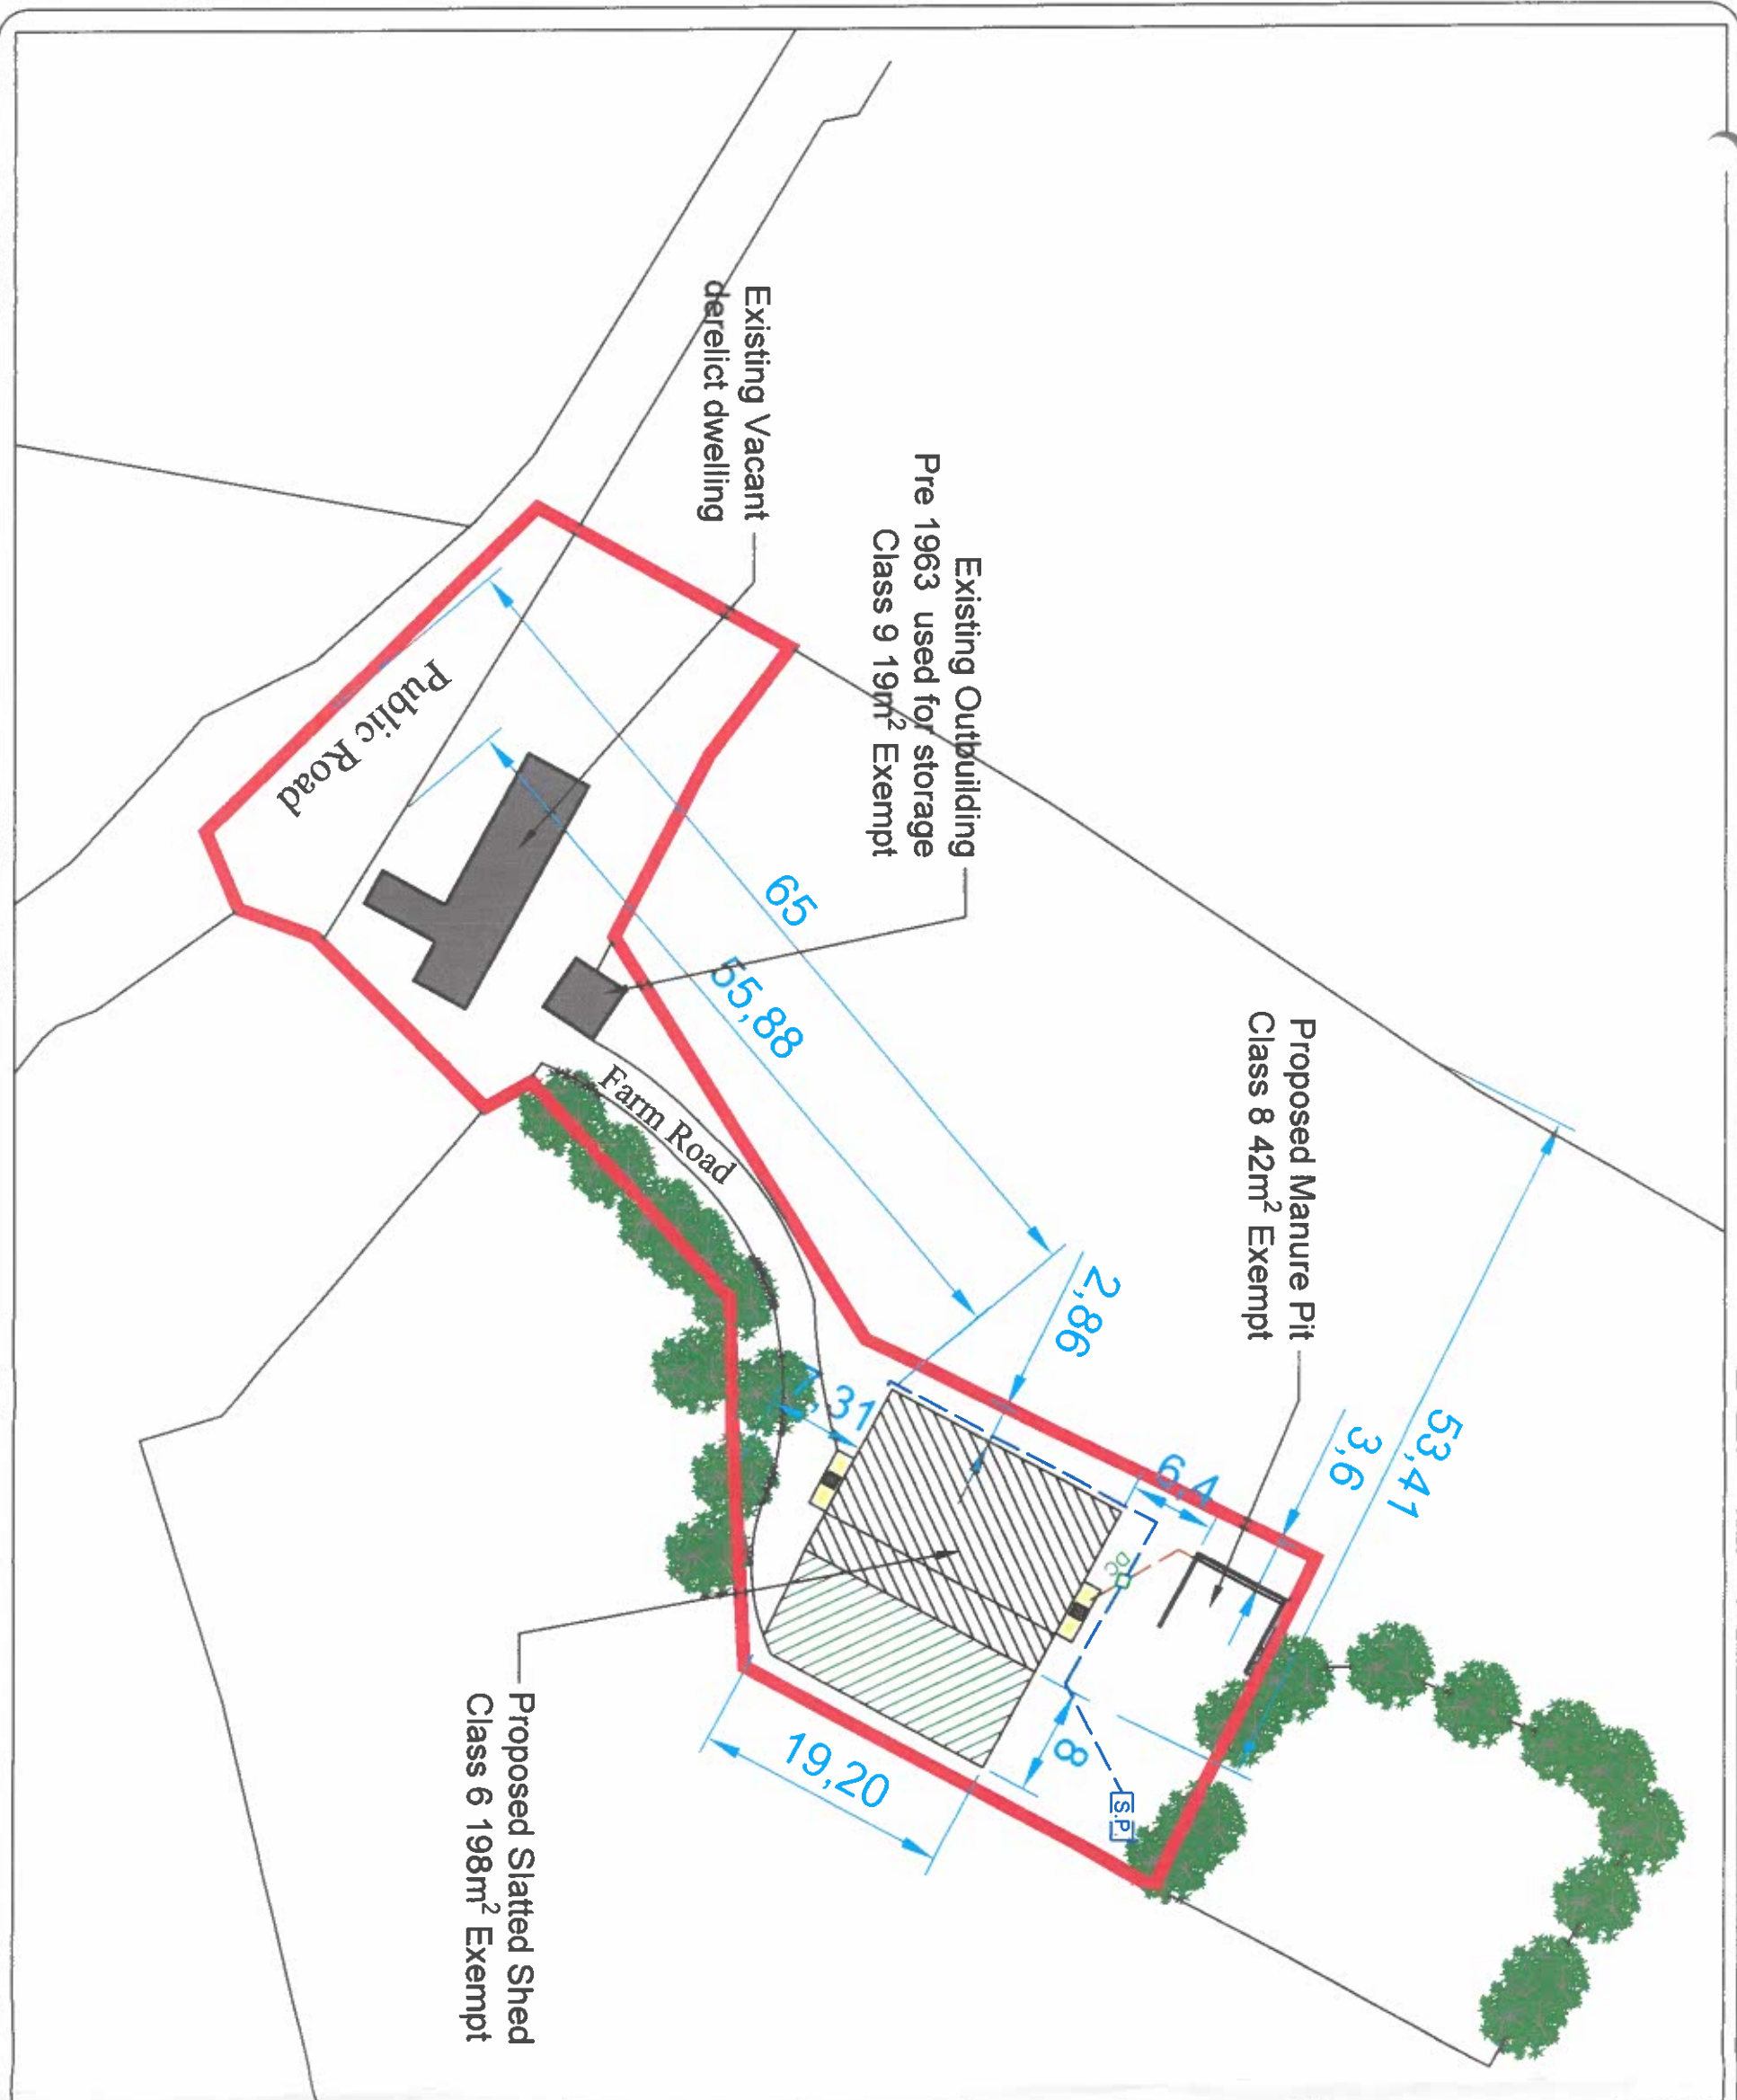 Existing Vacant
derelict dwelling
Existing Outbuilding
Pre 1963 used for storage
Class 9 19m² Exempt
Proposed Manure Pit
Class 8 42m² Exempt
Proposed Slatted Shed
Class 6 198m² Exempt
Public Road
Farm Road
65
55,88
2,86
53,41
3,6
6,4
7,31
8
19,20
DC
S.P.